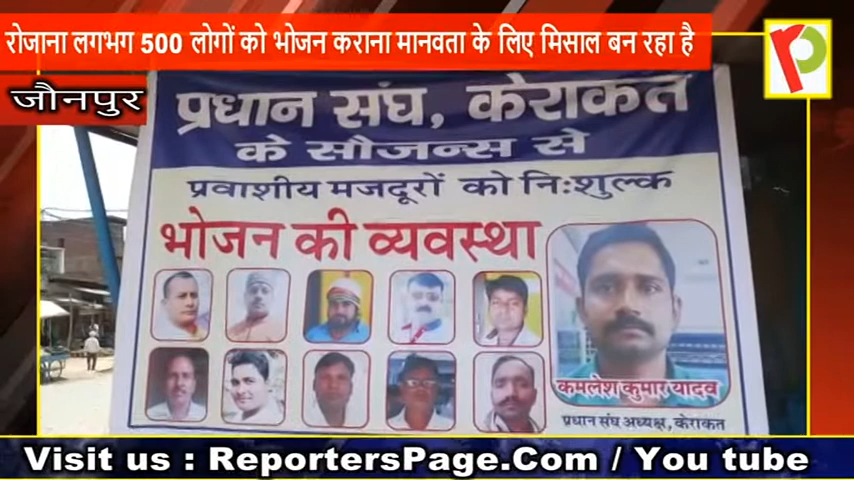 रोजाना लगभग 500 लोगों को भोजन कराना मानवता के लिए मिसाल बन रहा है
जौनपुर
प्रधान संघ, केराकत
के सौजन्स से
प्रवाशीय मजदूरों को नि:शुल्क
भोजन की व्यवस्था
कमलेश कुमार यादव
प्रधान संघ अध्यक्ष, केराकत
Visit us : ReportersPage.Com / You tube